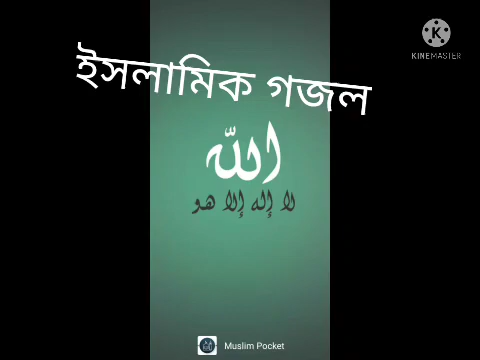 KINEMASTER
ইসলামিক গজল
الله
لا إله إلا هو
Muslim Pocket